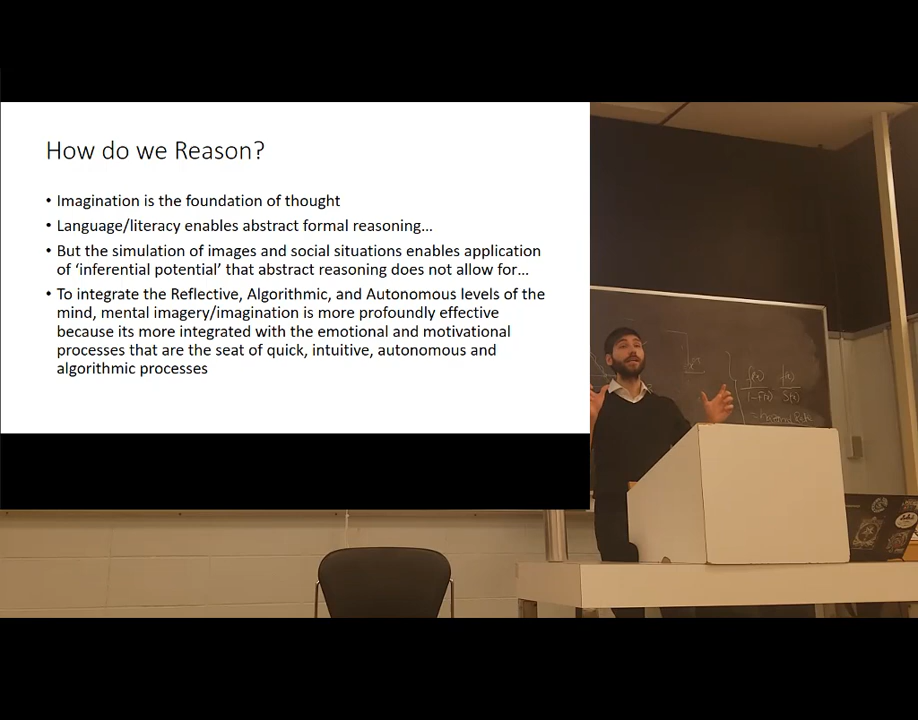 How do we Reason?
• Imagination is the foundation of thought
• Language/literacy enables abstract formal reasoning...
• But the simulation of images and social situations enables application
of ‘inferential potential’ that abstract reasoning does not allow for...
• To integrate the Reflective, Algorithmic, and Autonomous levels of the
mind, mental imagery/imagination is more profoundly effective
because its more integrated with the emotional and motivational
processes that are the seat of quick, intuitive, autonomous and
algorithmic processes